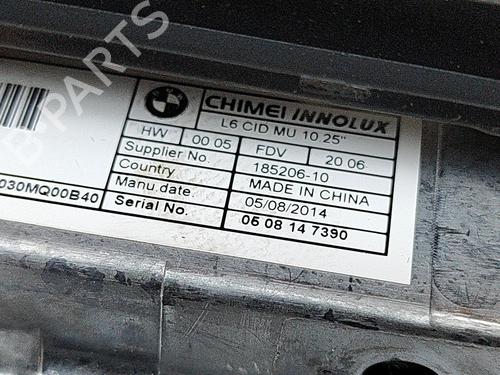 B-PARTS
CHIMEI INNOLUX
L6 CID MU 10.25"
HW 00 05 FDV 20 06
Supplier No. 185206-10
Country MADE IN CHINA
Manu.date. 05/08/2014
Serial No. 05 08 14 7390
030MQ00B40